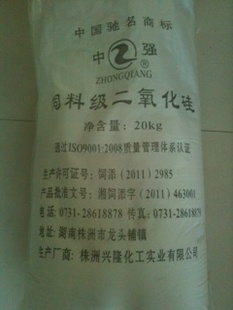 中国驰名商标
中 强
ZHONGQIANG
饲料级二氧化硅
净含量：20kg
通过ISO9001:2008质量管理体系认证
生产许可证号：饲添（2011）2985
产品批准文号：湘饲添字（2011）463001
电话：0731-28618878 传真：0731-28618879
地址：湖南株洲市龙头铺镇
生产厂商：株洲兴隆化工实业有限公司